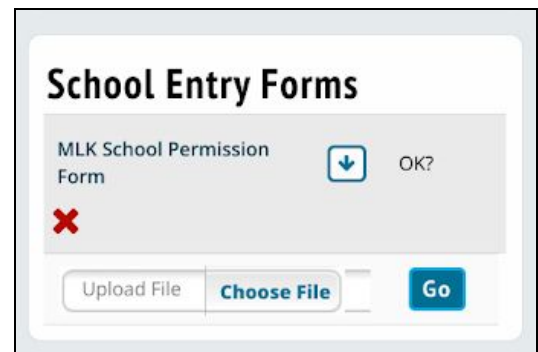 School Entry Forms
MLK School Permission
Form
OK?
Upload File Choose File Go